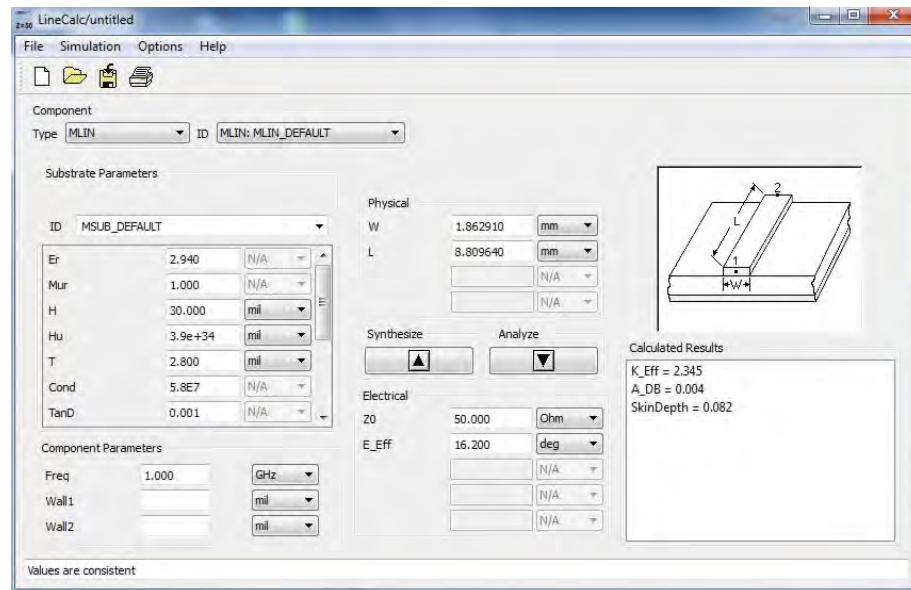 Z=50 LineCalc/untitled
File Simulation Options Help
Component
Type MLIN ID MLIN: MLIN_DEFAULT
Substrate Parameters
ID MSUB_DEFAULT
Er 2.940 N/A
Mur 1.000 N/A
H 30.000 mil
Hu 3.9e+34 mil
T 2.800 mil
Cond 5.8E7 N/A
TanD 0.001 N/A
Component Parameters
Freq 1.000 GHz
Wall1 mil
Wall2 mil
Physical
W 1.862910 mm
L 8.809640 mm
N/A
N/A
Synthesize Analyze
Electrical
Z0 50.000 Ohm
E_Eff 16.200 deg
N/A
N/A
N/A
2
L
1
W
Calculated Results
K_Eff = 2.345
A_DB = 0.004
SkinDepth = 0.082
Values are consistent